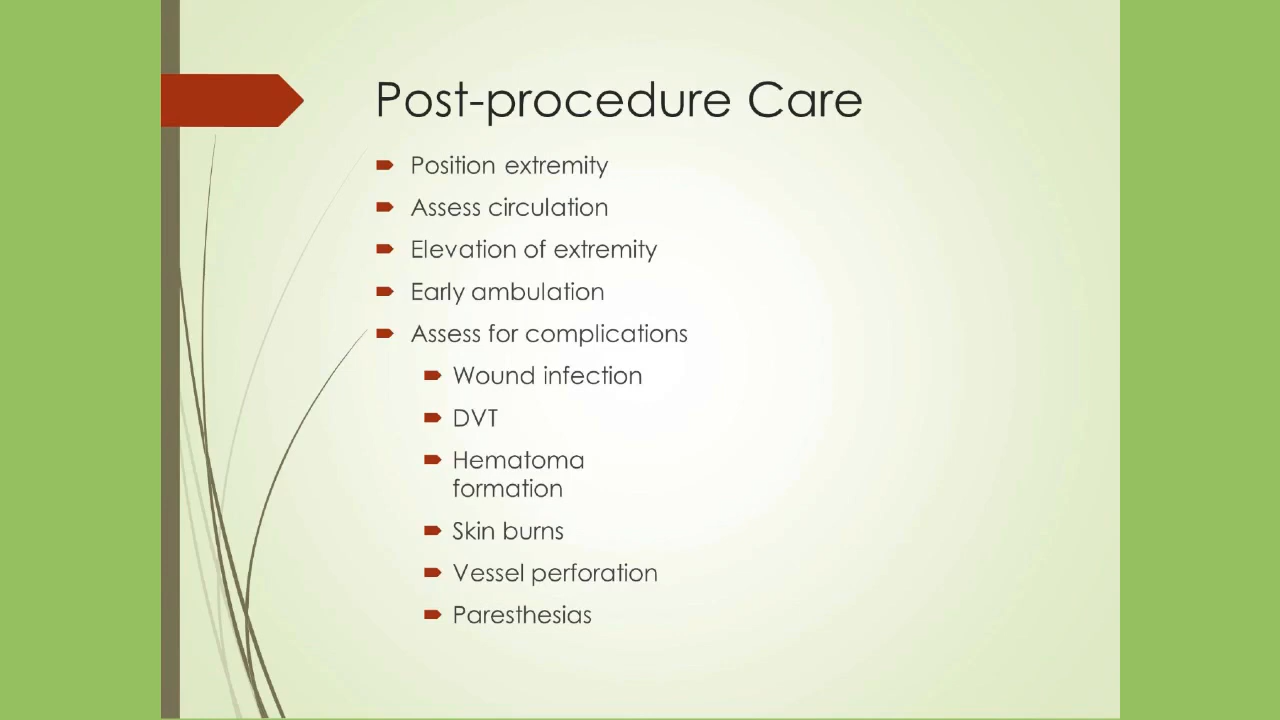 Post-procedure Care
Position extremity
Assess circulation
Elevation of extremity
Early ambulation
Assess for complications
Wound infection
DVT
Hematoma
formation
Skin burns
Vessel perforation
Paresthesias